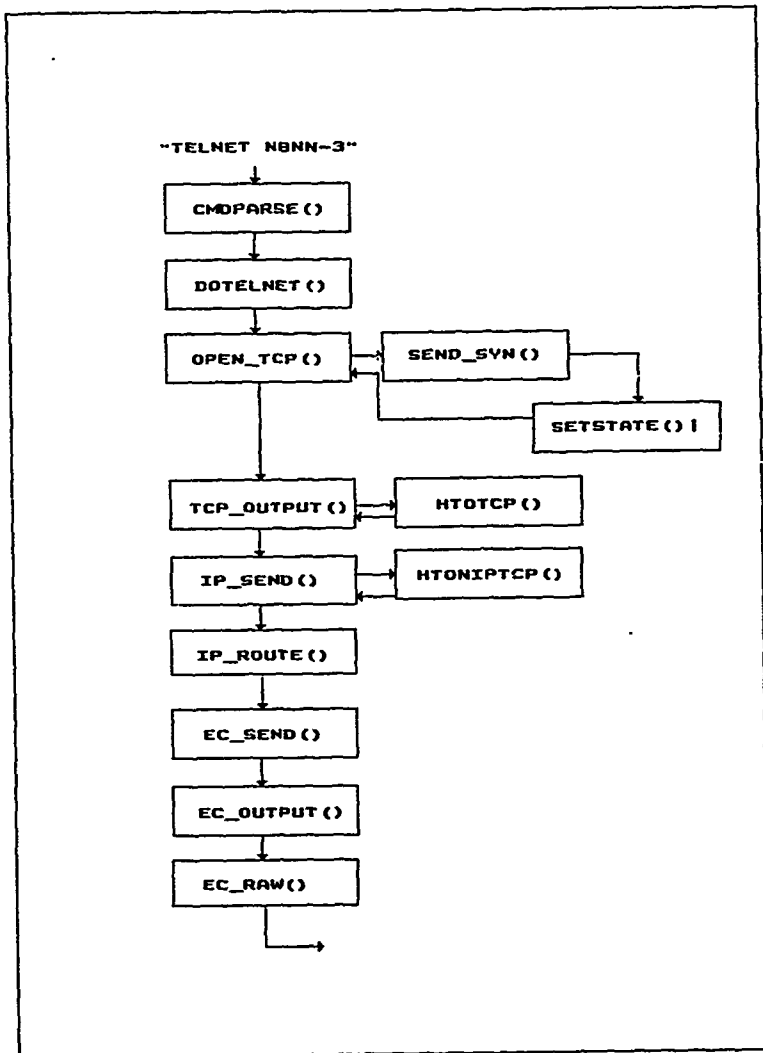 "TELNET N8NN-3"
CMDPARSE()
DOTELNET()
OPEN_TCP()
SEND_SYN()
SETSTATE()|
TCP_OUTPUT()
HTOTCP()
IP_SEND()
HTONIPTCP()
IP_ROUTE()
EC_SEND()
EC_OUTPUT()
EC_RAW()